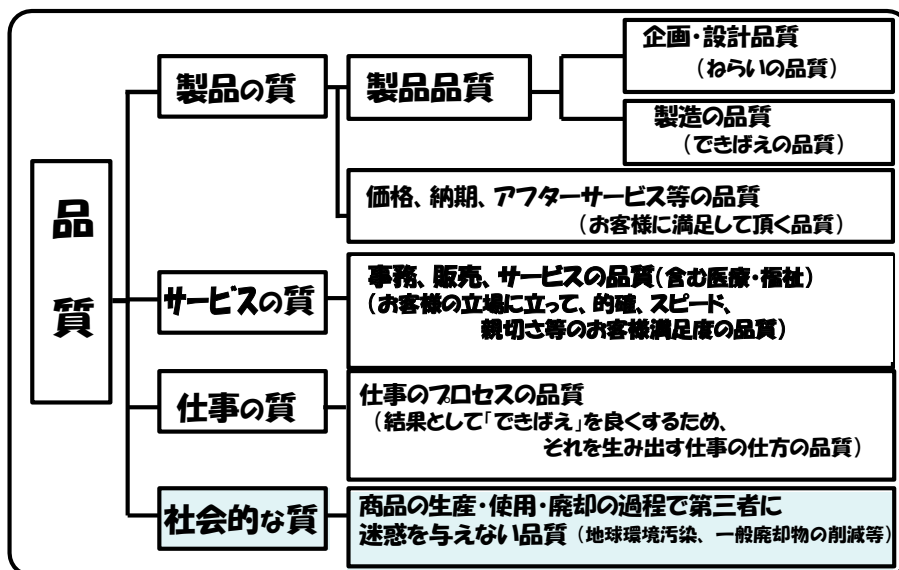 品質
製品の質
製品品質
企画・設計品質
(ねらいの品質)
製造の品質
(できばえの品質)
価格、納期、アフターサービス等の品質
(お客様に満足して頂く品質)
サービスの質
事務、販売、サービスの品質(含む医療・福祉)
(お客様の立場に立って、的確、スピード、
親切さ等のお客様満足度の品質)
仕事の質
仕事のプロセスの品質
(結果として「できばえ」を良くするため、
それを生み出す仕事の仕方の品質)
社会的な質
商品の生産・使用・廃却の過程で第三者に
迷惑を与えない品質(地球環境汚染、一般廃却物の削減等)